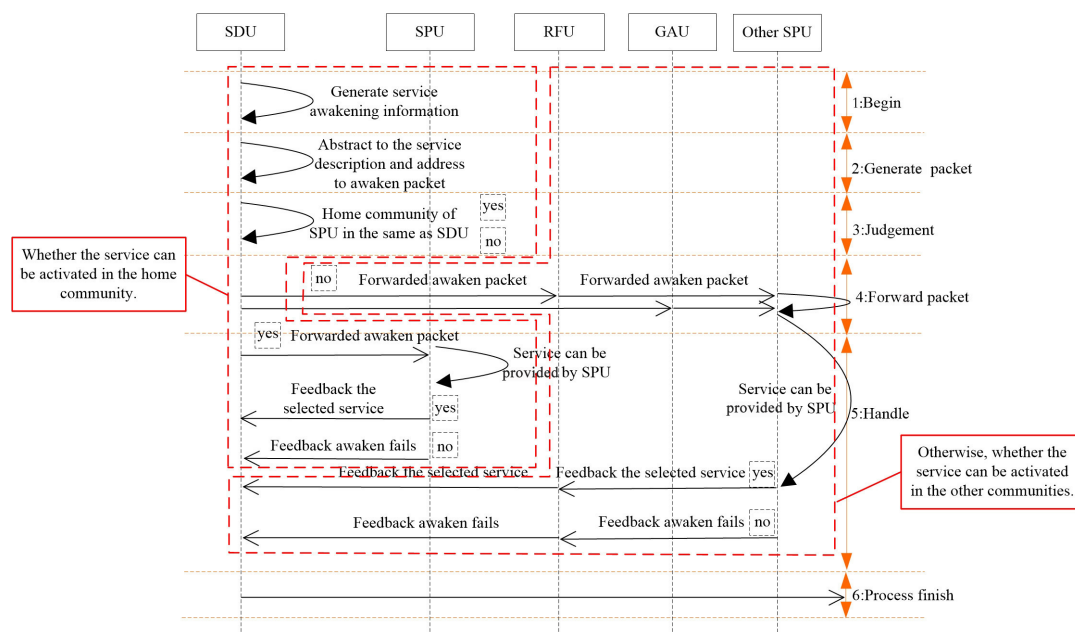 SDU
SPU
RFU
GAU
Other SPU
Generate service
awakening information
1:Begin
Abstract to the service
description and address
to awaken packet
2:Generate packet
Home community of
SPU in the same as SDU
yes
no
3:Judgement
Whether the service can
be activated in the home
community.
no
Forwarded awaken packet
Forwarded awaken packet
4:Forward packet
yes
Forwarded awaken packet
Service can be
provided by SPU
Feedback the
selected service
yes
Service can be
provided by SPU
5:Handle
Feedback awaken fails
no
Otherwise, whether the
service can be activated
in the other communities.
Feedback the selected service
Feedback the selected service
yes
Feedback awaken fails
Feedback awaken fails
no
6:Process finish